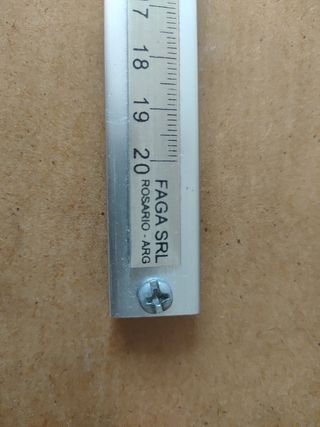 17
18
19
20
FAGA SRL
ROSARIO - ARG